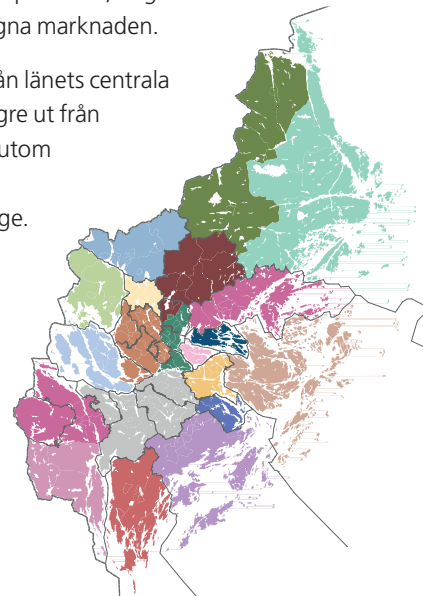 gna marknaden.
ån länets centrala
gre ut från
utom
ge.